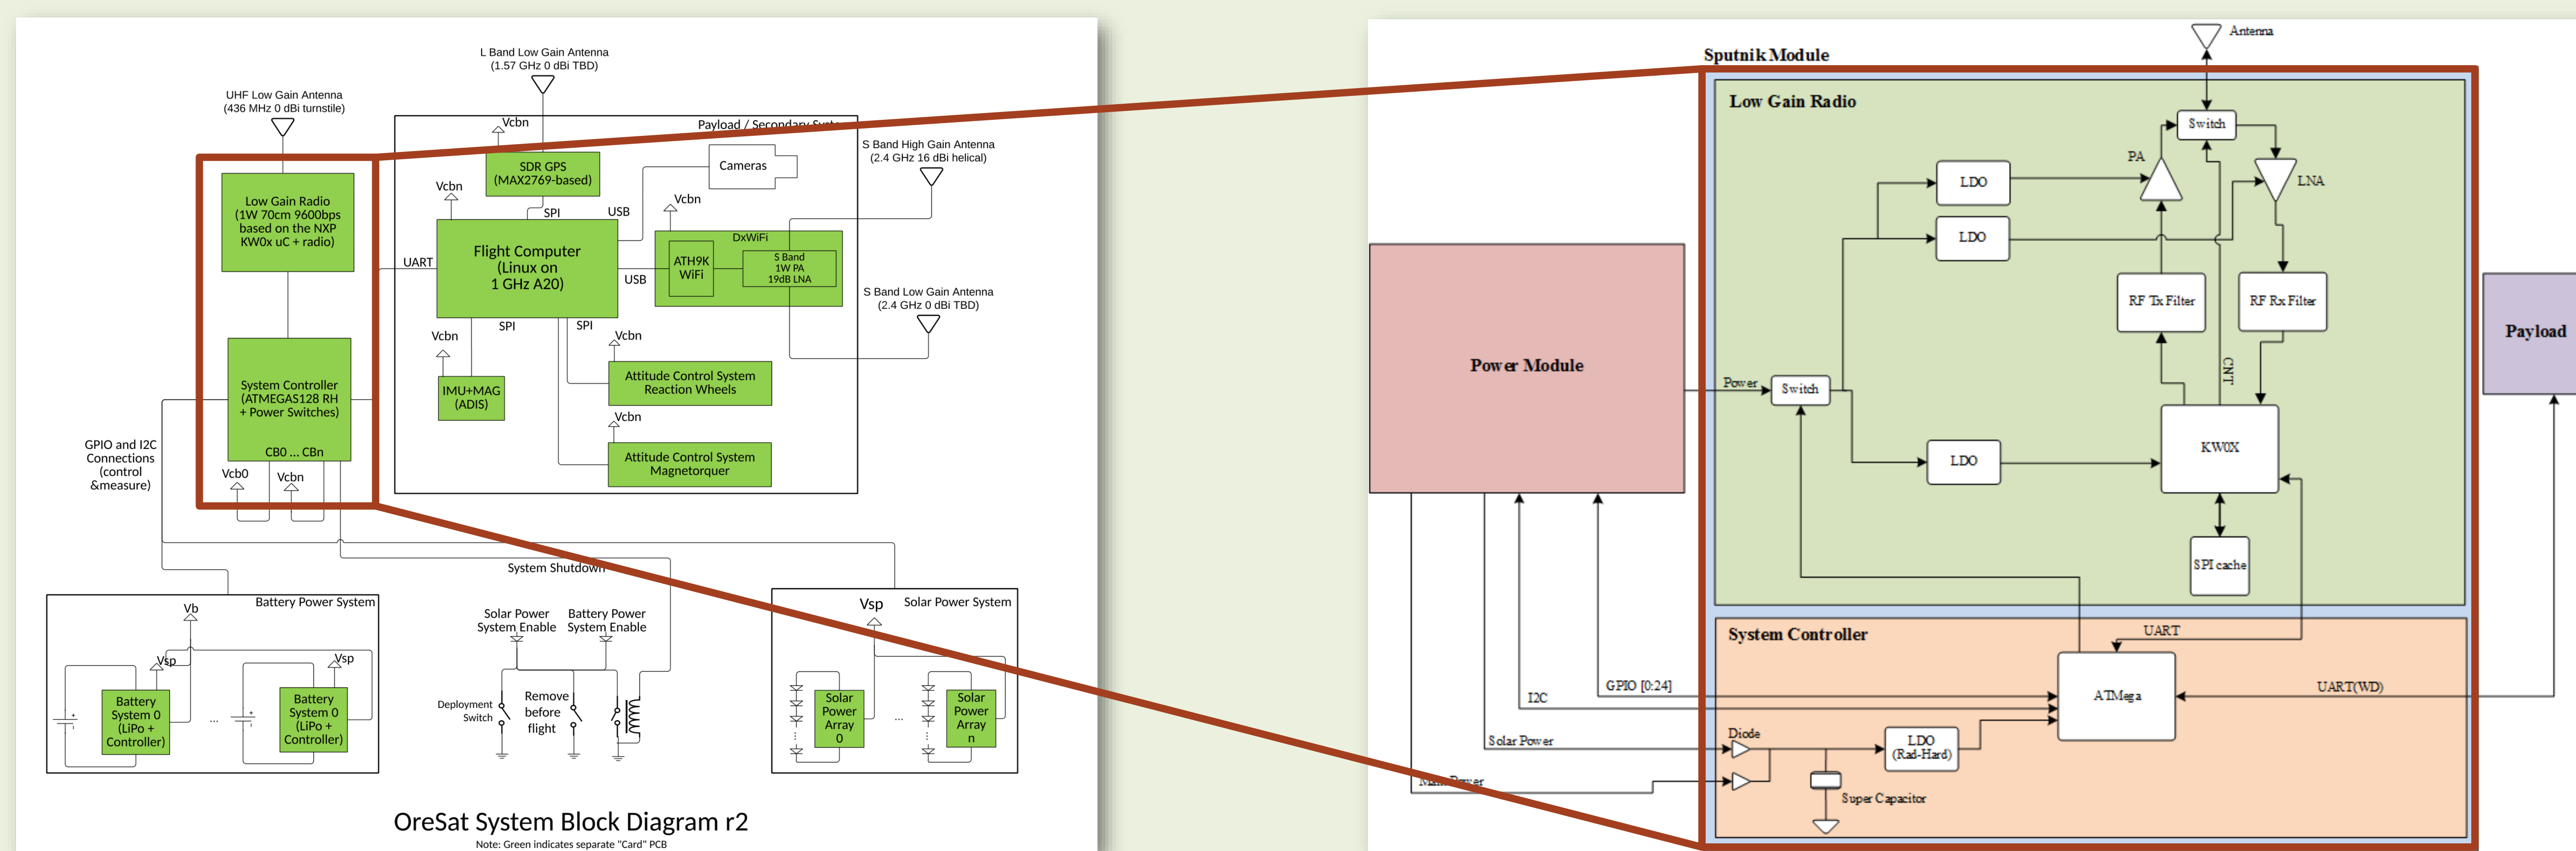 L Band Low Gain Antenna
(1.57 GHz 0 dBi TBD)
UHF Low Gain Antenna
(436 MHz 0 dBi turnstile)
Vcbn
Payload / Secondary
S Band High Gain Antenna
(2.4 GHz 16 dBi helical)
SDR GPS
(MAX2769-based)
Cameras
Vcbn
Vcbn
Low Gain Radio
(1W 70cm 9600bps
based on the NXP
KW0x uC + radio)
SPI
USB
DxWiFi
Flight Computer
(Linux on
1 GHz A20)
UART
USB
ATH9K
WiFi
S Band
1W PA
19dB LNA
S Band Low Gain Antenna
(2.4 GHz 0 dBi TBD)
SPI
SPI
Vcbn
Vcbn
Attitude Control System
Reaction Wheels
IMU+MAG
(ADIS)
System Controller
(ATMEGAS128 RH
+ Power Switches)
CB0 ... CBn
Vcbn
Attitude Control System
Magnetorquer
GPIO and I2C
Connections
(control
&measure)
Vcb0
Vcbn
System Shutdown
Battery Power System
Vb
Vsp
Vsp
Battery
System 0
(LiPo +
Controller)
...
Battery
System 0
(LiPo +
Controller)
Solar Power
System Enable
Battery Power
System Enable
Deployment
Switch
Remove
before
flight
Vsp
Solar Power System
Solar
Power
Array
0
...
Solar
Power
Array
n
OreSat System Block Diagram r2
Note: Green indicates separate "Card" PCB
Antenna
Sputnik Module
Low Gain Radio
Switch
PA
LNA
LDO
LDO
RF Tx Filter
RF Rx Filter
Power Module
Payload
Power
Switch
CNT
KW0X
LDO
SPI cache
System Controller
UART
ATMega
UART(WD)
GPIO [0:24]
I2C
Solar Power
Diode
LDO
(Rad-Hard)
Main Power
Super Capacitor